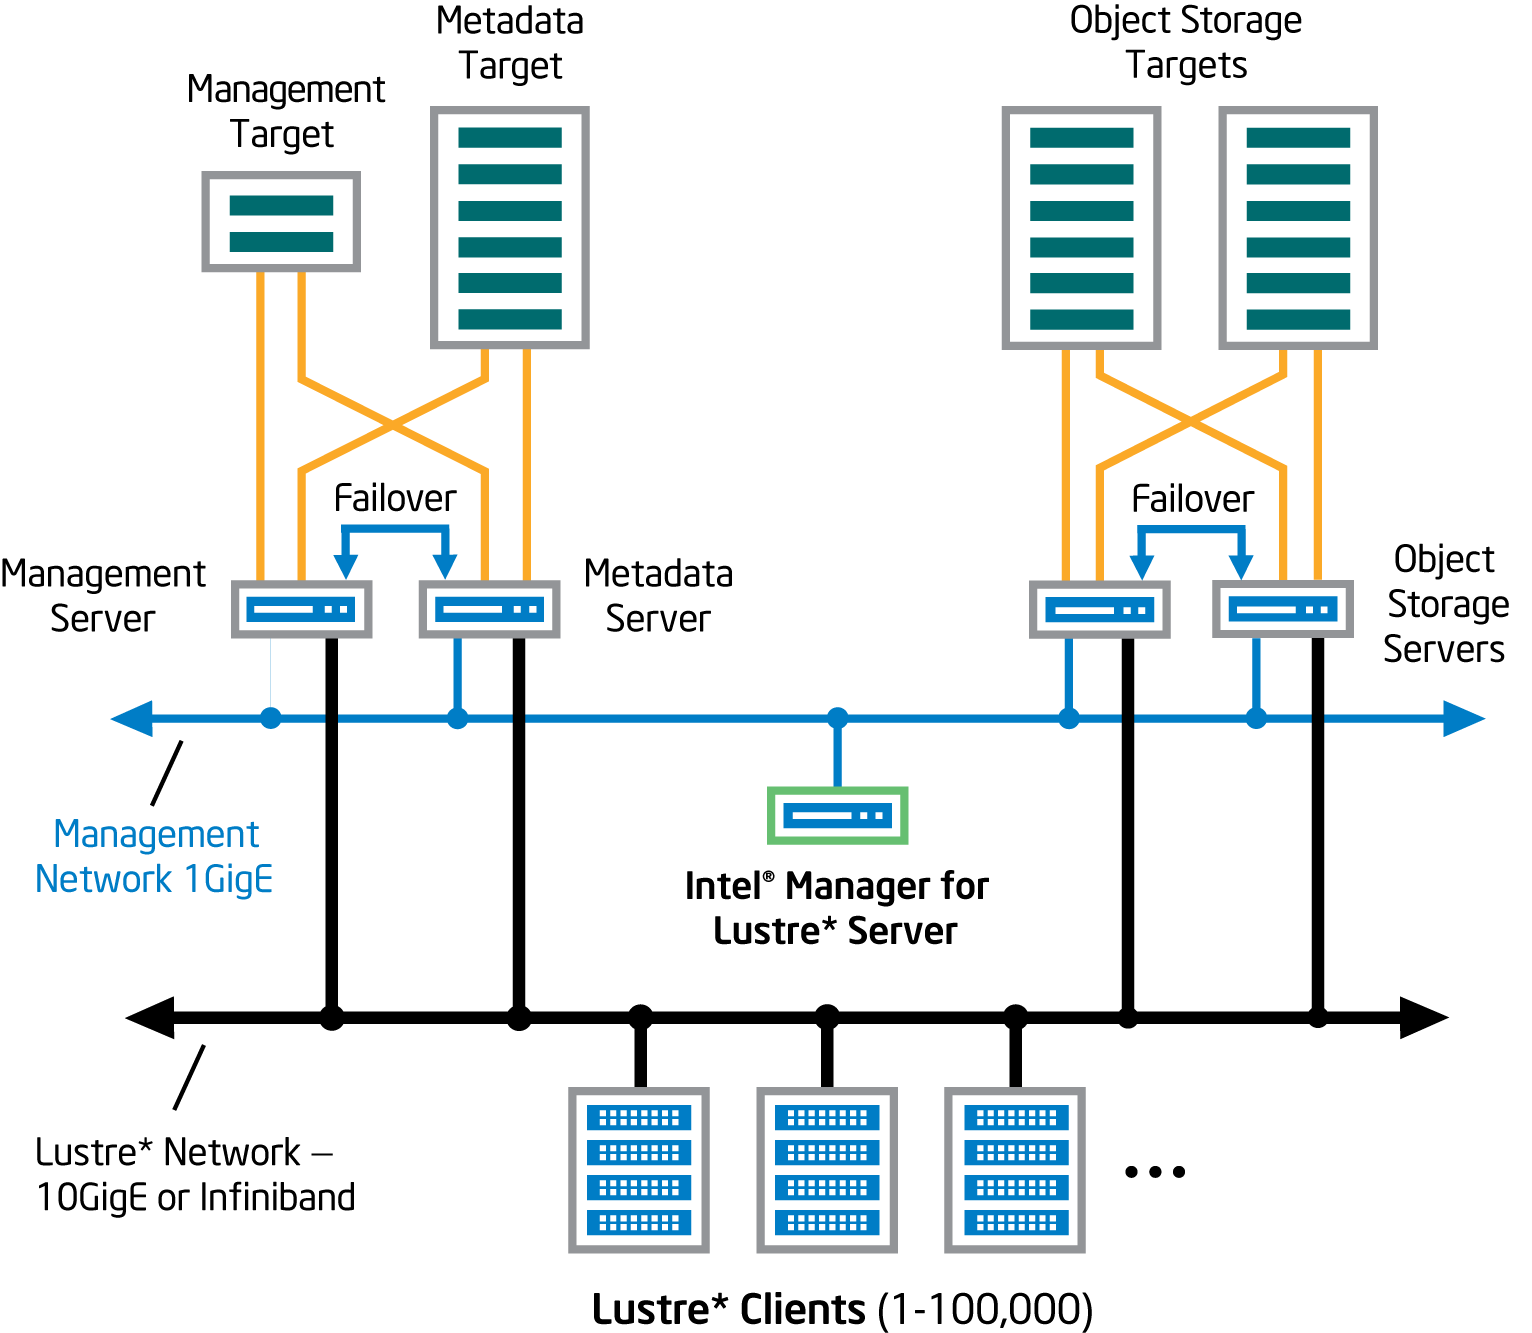 Metadata
Target
Object Storage
Targets
Management
Target
Failover
Failover
Management
Server
Metadata
Server
Object
Storage
Servers
Management
Network 1GigE
Intel® Manager for
Lustre* Server
Lustre* Network –
10GigE or Infiniband
Lustre* Clients (1-100,000)